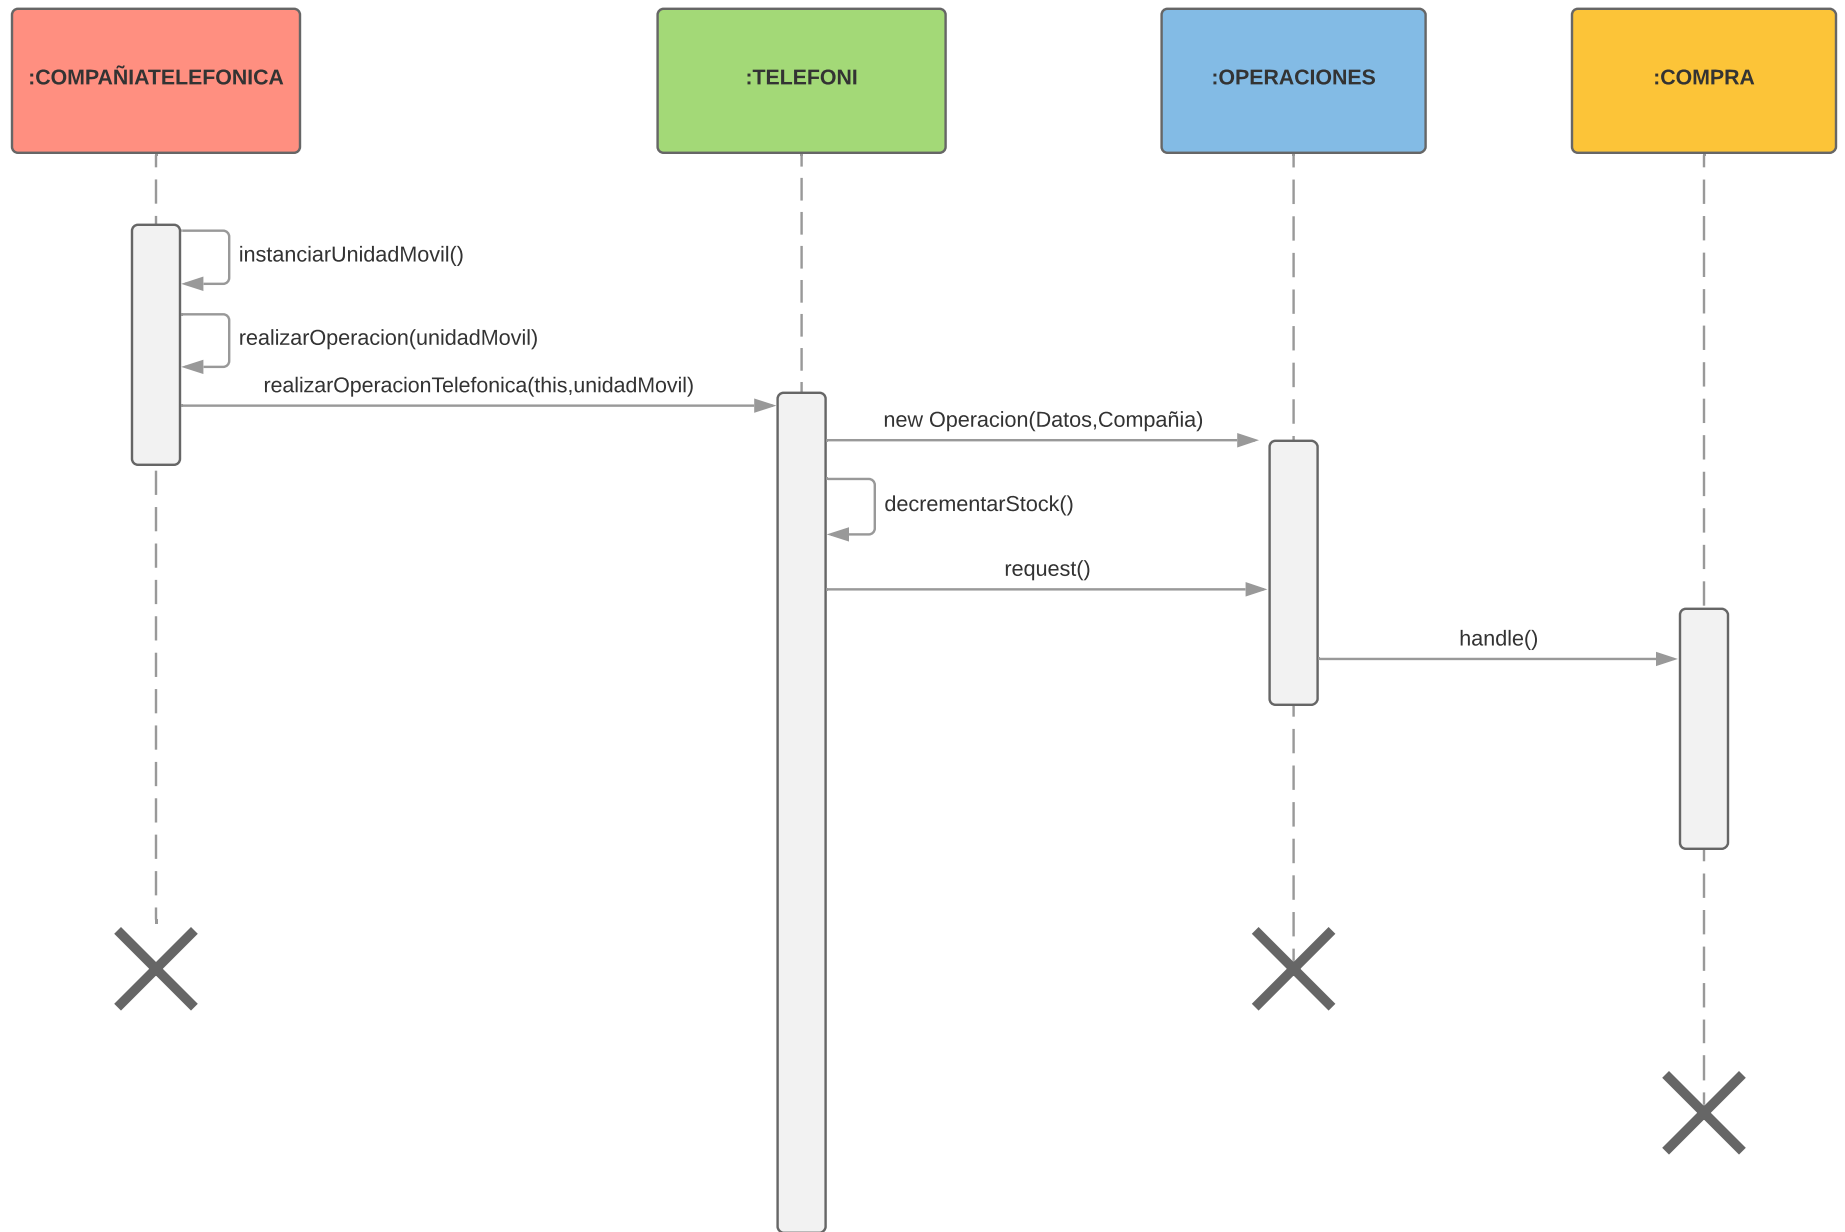 :COMPAÑIATELEFONICA
:TELEFONI
:OPERACIONES
:COMPRA
instanciarUnidadMovil()
realizarOperacion(unidadMovil)
realizarOperacionTelefonica(this,unidadMovil)
new Operacion(Datos,Compañia)
decrementarStock()
request()
handle()